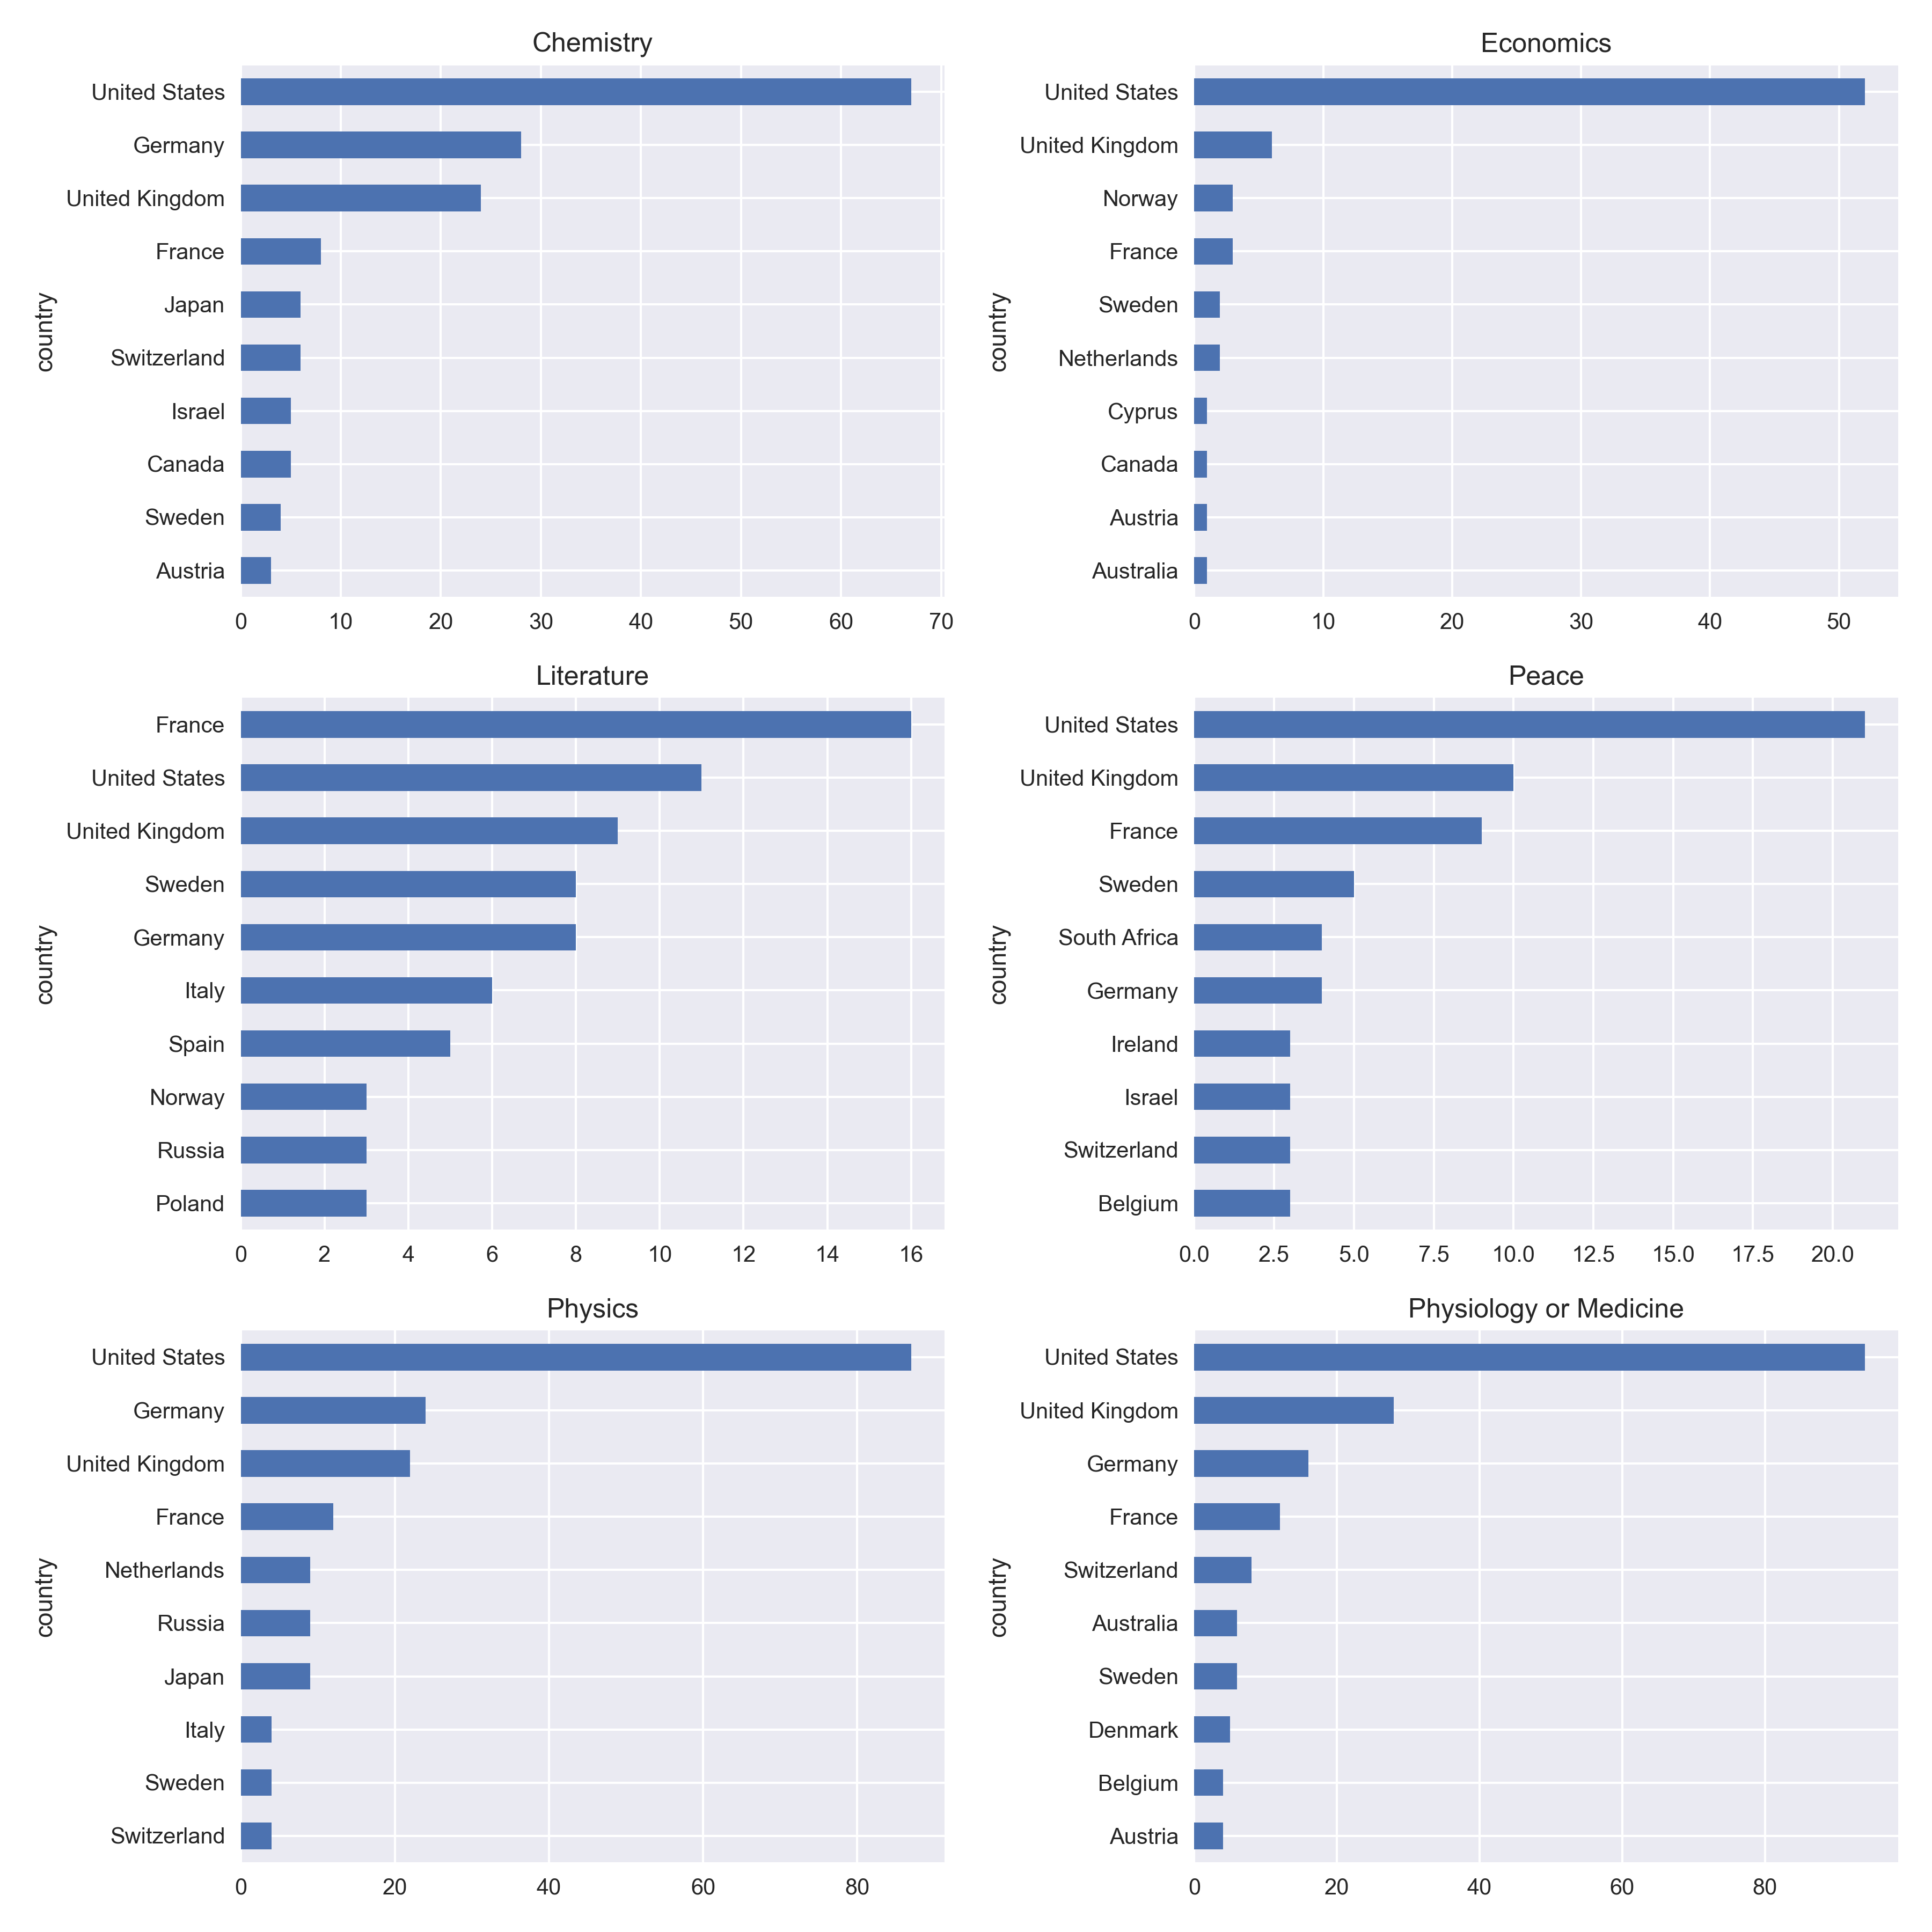 Chemistry
United States
Germany
United Kingdom
France
Japan
Switzerland
Israel
Canada
Sweden
Austria
country
0 10 20 30 40 50 60 70
Economics
United States
United Kingdom
Norway
France
Sweden
Netherlands
Cyprus
Canada
Austria
Australia
country
0 10 20 30 40 50
Literature
France
United States
United Kingdom
Sweden
Germany
Italy
Spain
Norway
Russia
Poland
country
0 2 4 6 8 10 12 14 16
Peace
United States
United Kingdom
France
Sweden
South Africa
Germany
Ireland
Israel
Switzerland
Belgium
country
0.0 2.5 5.0 7.5 10.0 12.5 15.0 17.5 20.0
Physics
United States
Germany
United Kingdom
France
Netherlands
Russia
Japan
Italy
Sweden
Switzerland
country
0 20 40 60 80
Physiology or Medicine
United States
United Kingdom
Germany
France
Switzerland
Australia
Sweden
Denmark
Belgium
Austria
country
0 20 40 60 80